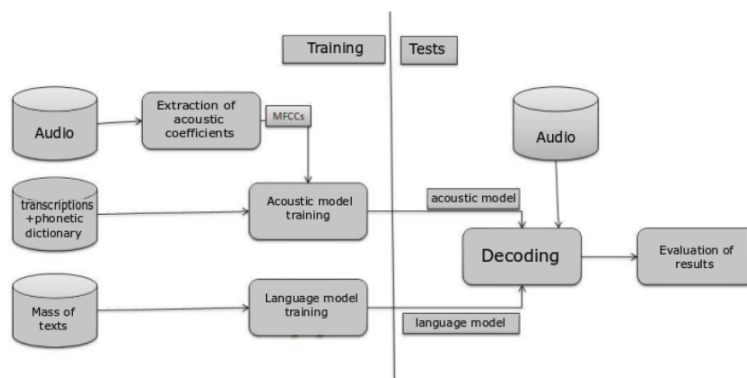 Training
Tests
Audio
Extraction of
acoustic
coefficients
MFCCs
Audio
transcriptions
+phonetic
dictionary
Acoustic model
training
acoustic model
Decoding
Evaluation of
results
Mass of
texts
Language model
training
language model